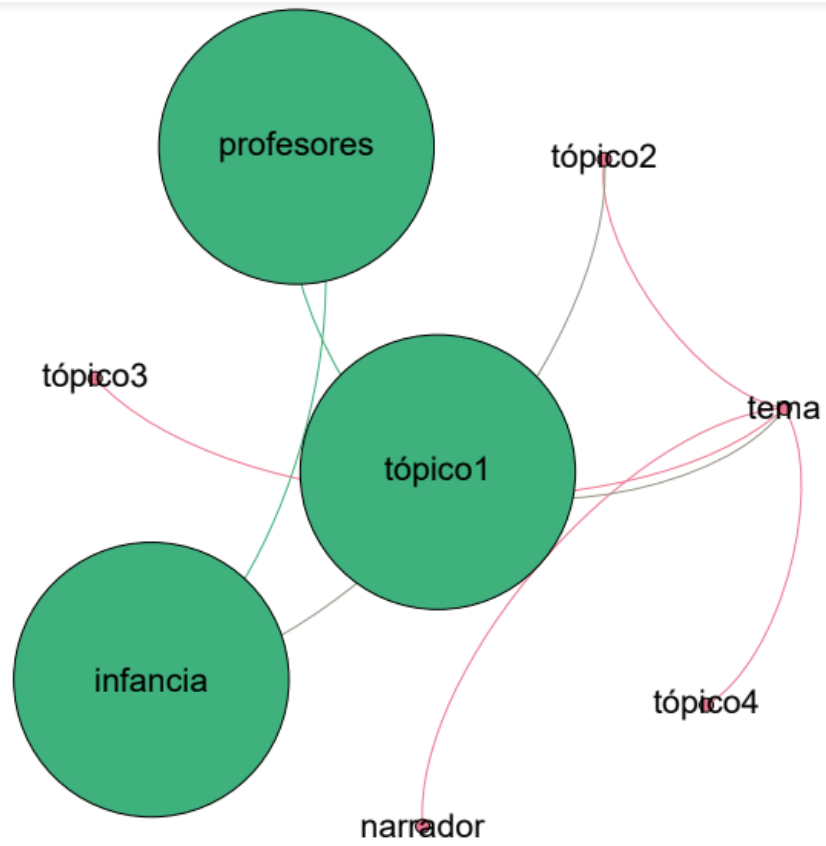 profesores
tópico2
tópico3
tema
tópico1
infancia
tópico4
narrador